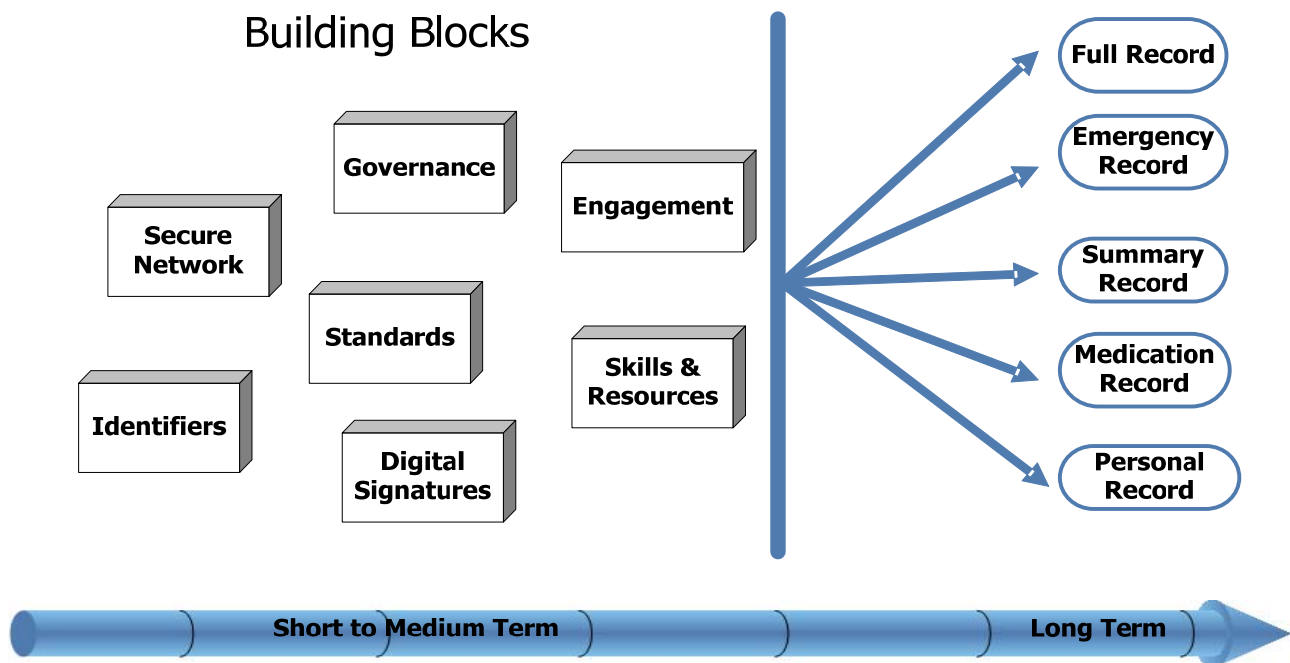 Building Blocks
Governance
Engagement
Secure
Network
Standards
Skills &
Resources
Identifiers
Digital
Signatures
Full Record
Emergency
Record
Summary
Record
Medication
Record
Personal
Record
Short to Medium Term
Long Term